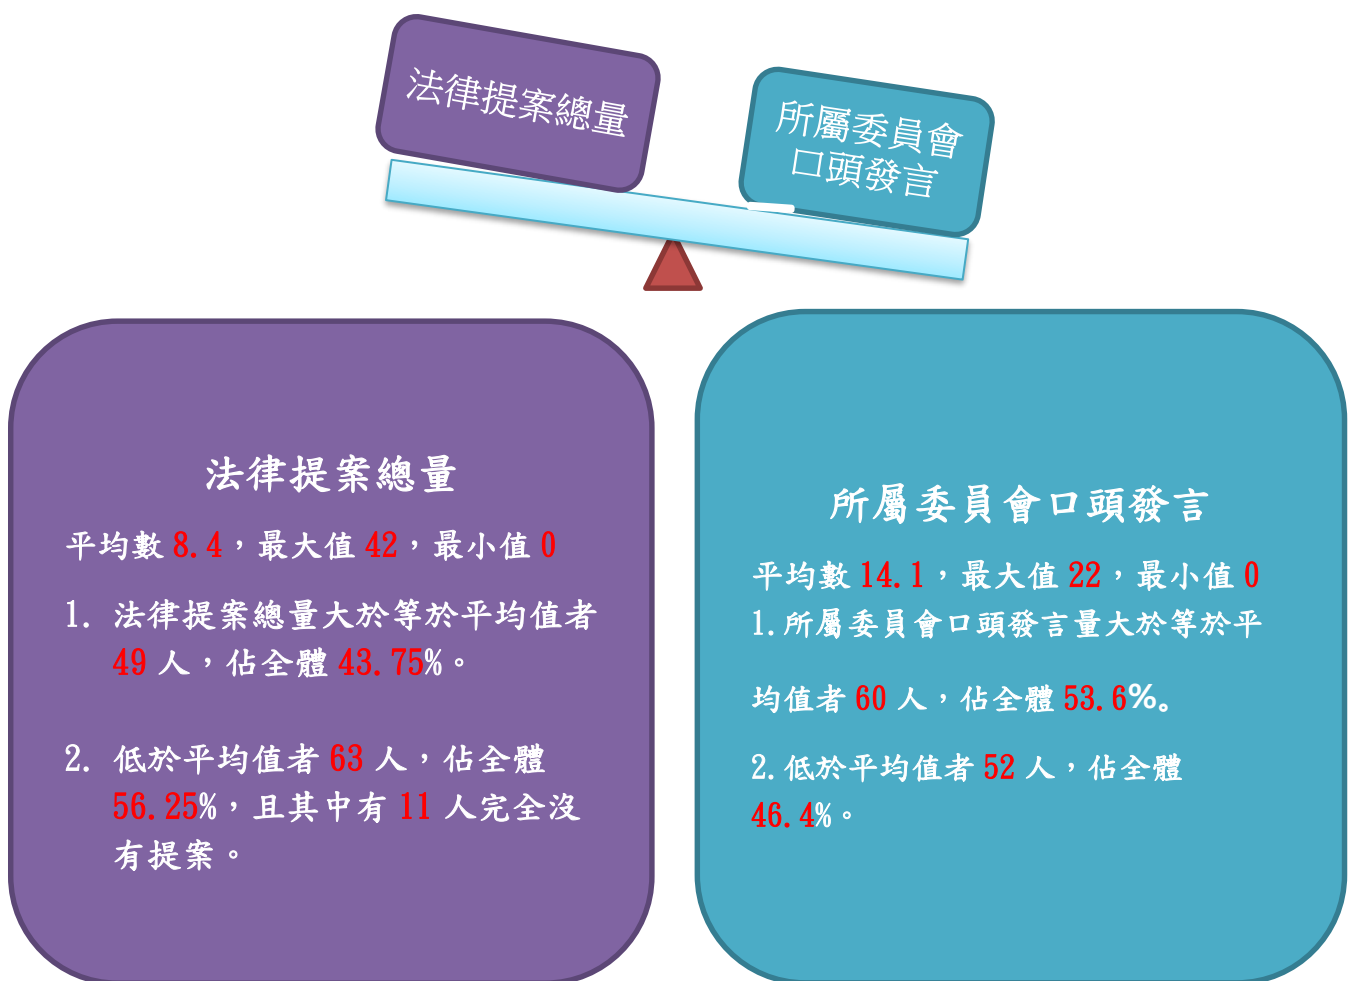 法律提案總量
所屬委員會
口頭發言
法律提案總量
平均數 8.4，最大值 42，最小值 0
1. 法律提案總量大於等於平均值者
49 人，佔全體 43.75%。
2. 低於平均值者 63 人，佔全體
56.25%，且其中有 11 人完全沒
有提案。
所屬委員會口頭發言
平均數 14.1，最大值 22，最小值 0
1.所屬委員會口頭發言量大於等於平
均值者 60 人，佔全體 53.6%。
2.低於平均值者 52 人，佔全體
46.4%。